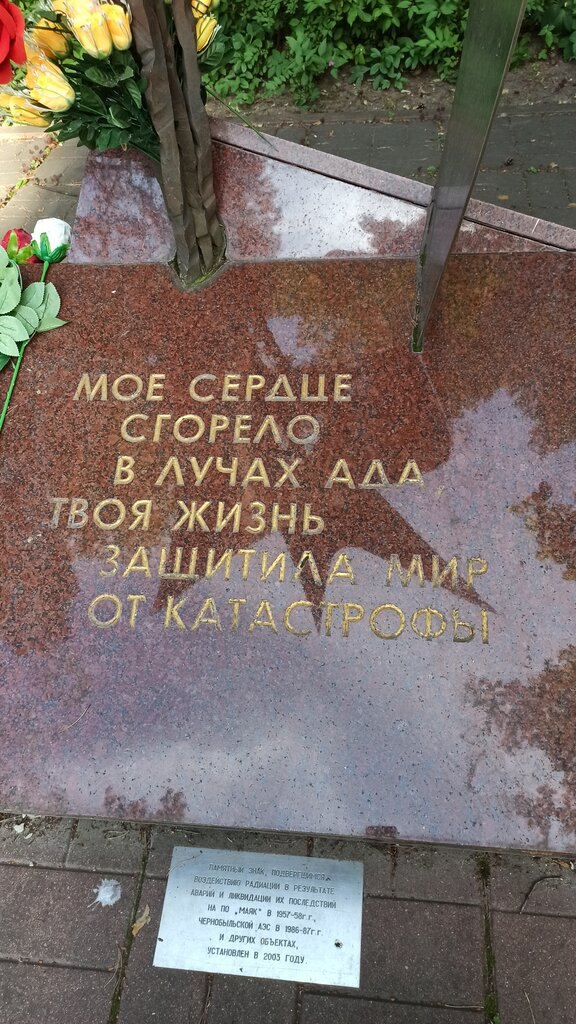 МОЕ СЕРДЦЕ
СГОРЕЛО
В ЛУЧАХ АДА
ТВОЯ ЖИЗНЬ
ЗАЩИТИЛА МИР
ОТ КАТАСТРОФЫ
ПАМЯТНЫЙ ЗНАК, ПОДВЕРГШИМСЯ
ВОЗДЕЙСТВИЮ РАДИАЦИИ В РЕЗУЛЬТАТЕ
АВАРИЙ И ЛИКВИДАЦИИ ИХ ПОСЛЕДСТВИЙ
НА ПО „МАЯК" В 1957-58г.г.,
ЧЕРНОБЫЛЬСКОЙ АЭС В 1986-87г.г.
И ДРУГИХ ОБЪЕКТАХ,
УСТАНОВЛЕН В 2003 ГОДУ.